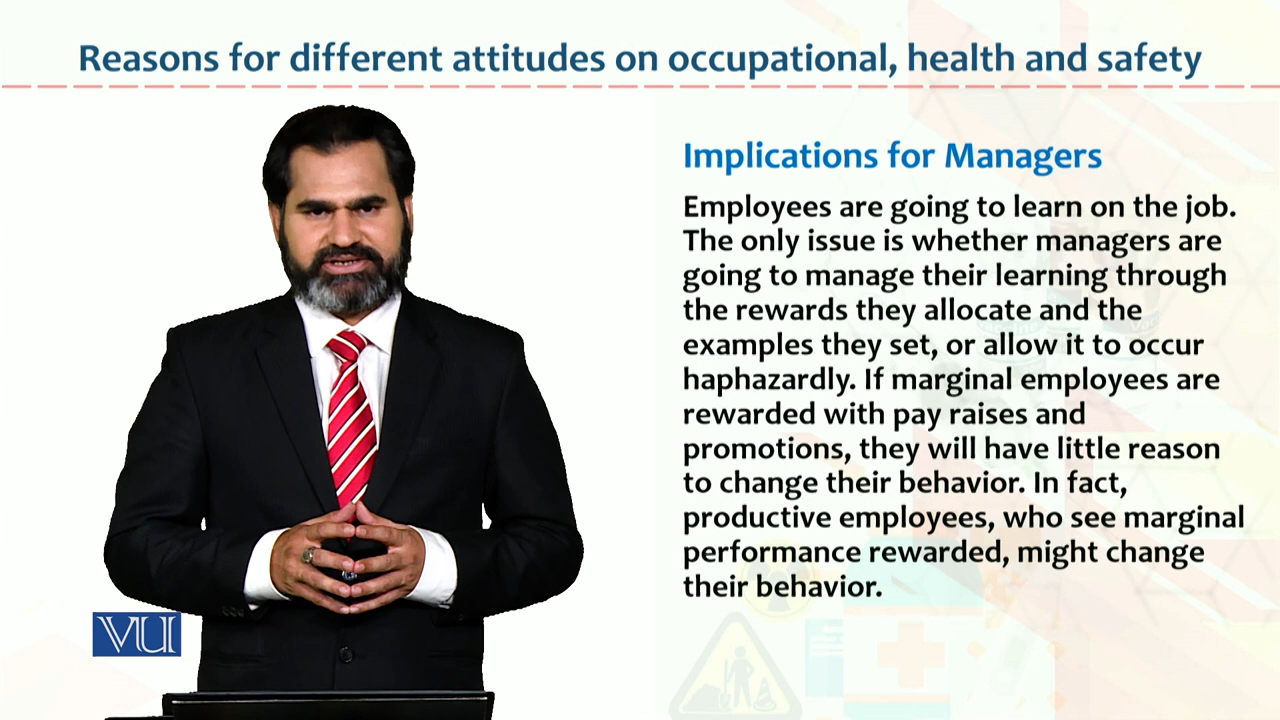 Reasons for different attitudes on occupational, health and safety
Implications for Managers
Employees are going to learn on the job.
The only issue is whether managers are
going to manage their learning through
the rewards they allocate and the
examples they set, or allow it to occur
haphazardly. If marginal employees are
rewarded with pay raises and
promotions, they will have little reason
to change their behavior. In fact,
productive employees, who see marginal
performance rewarded, might change
their behavior.
VU